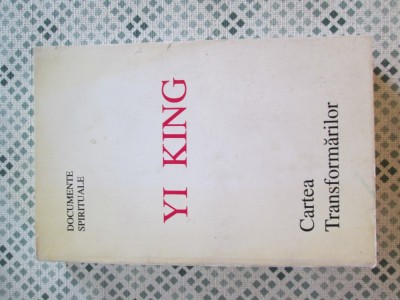 DOCUMENTE
SPIRITUALE
YI KING
Cartea
Transformărilor